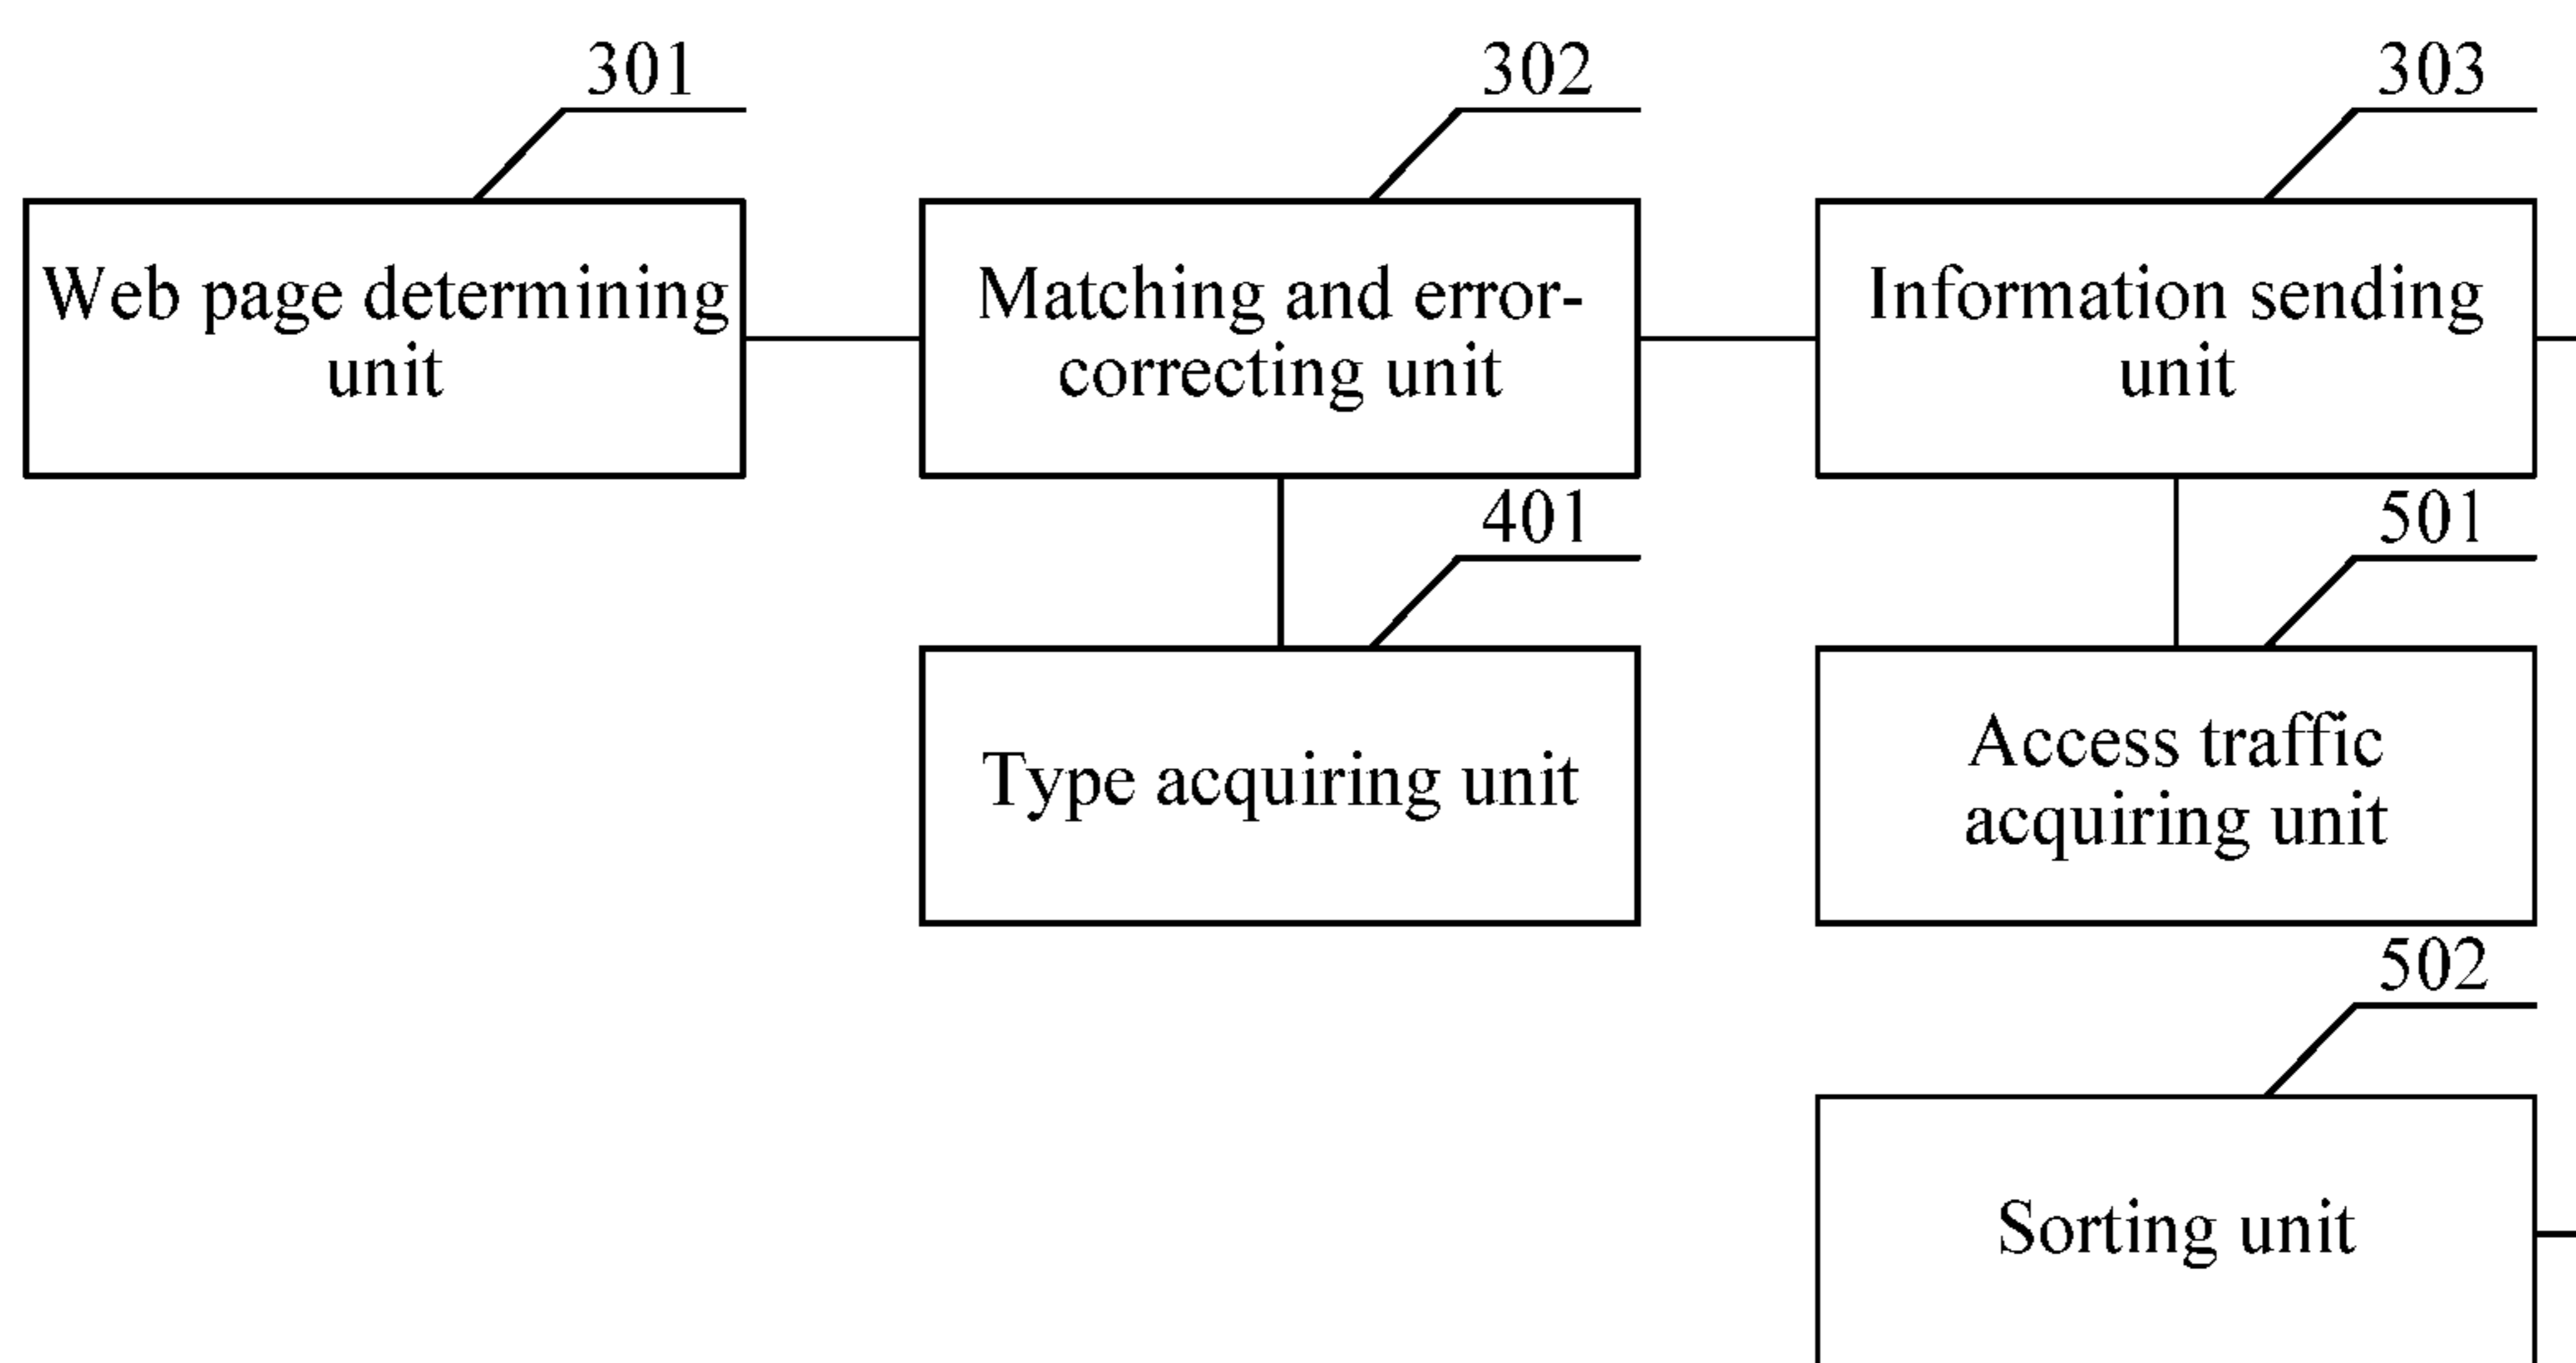 301
302
303
Web page determining
unit
Matching and error-
correcting unit
Information sending
unit
401
501
Type acquiring unit
Access traffic
acquiring unit
502
Sorting unit